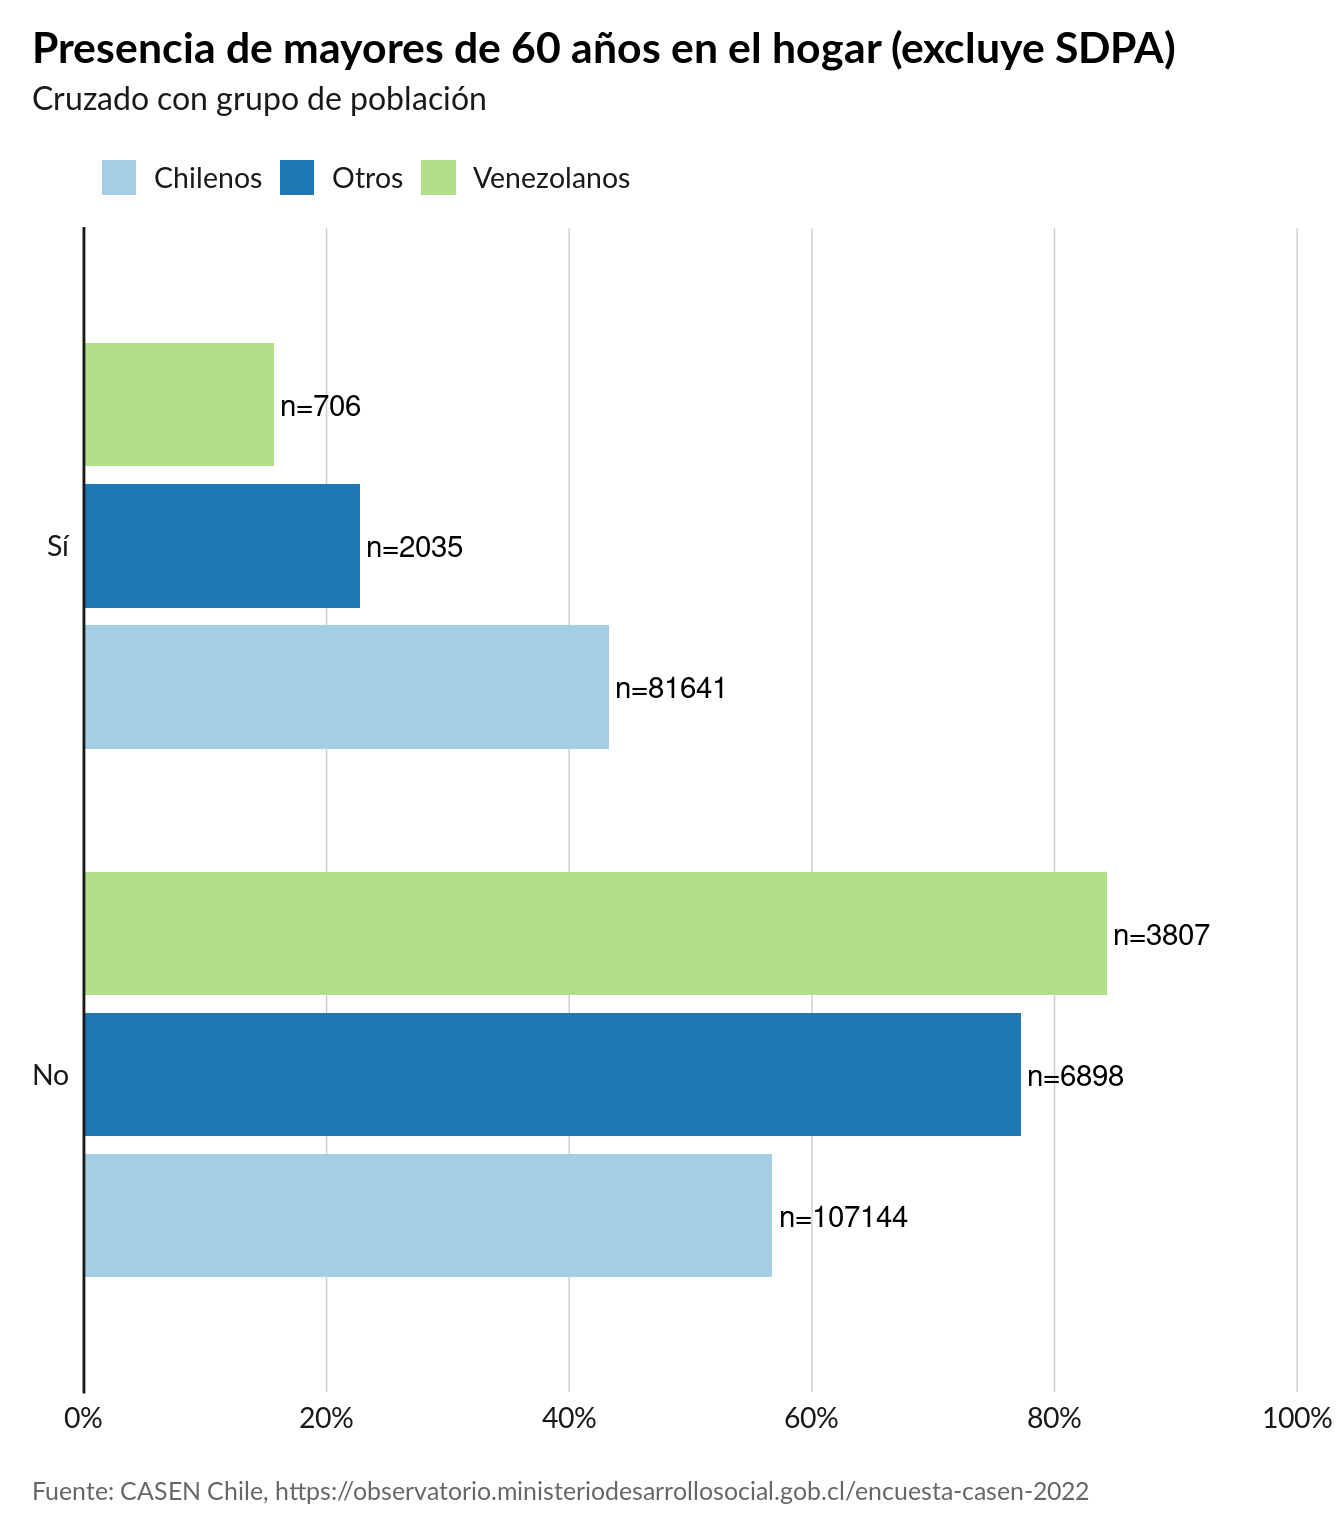 Presencia de mayores de 60 años en el hogar (excluye SDPA)
Cruzado con grupo de población
Chilenos Otros Venezolanos
n=706
Sí n=2035
n=81641
n=3807
No n=6898
n=107144
0% 20% 40% 60% 80% 100%
Fuente: CASEN Chile, https://observatorio.ministeriodesarrollosocial.gob.cl/encuesta-casen-2022